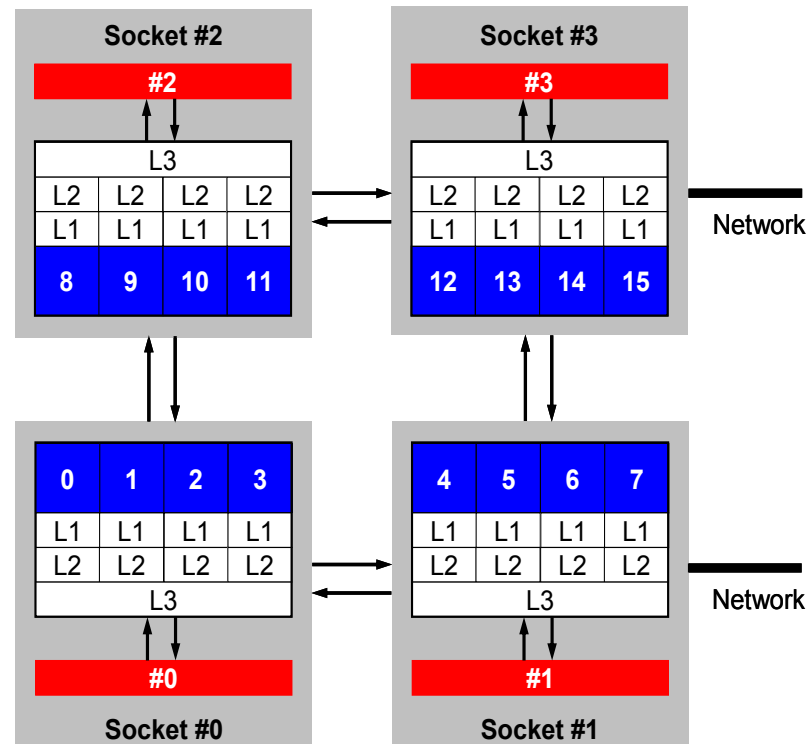 Socket #2 Socket #3
#2 #3
L3 L3
L2 L2 L2 L2 L2 L2 L2 L2
L1 L1 L1 L1 L1 L1 L1 L1
Network
8 9 10 11 12 13 14 15
0 1 2 3 4 5 6 7
L1 L1 L1 L1 L1 L1 L1 L1
L2 L2 L2 L2 L2 L2 L2 L2
L3 L3
Network
#0 #1
Socket #0 Socket #1